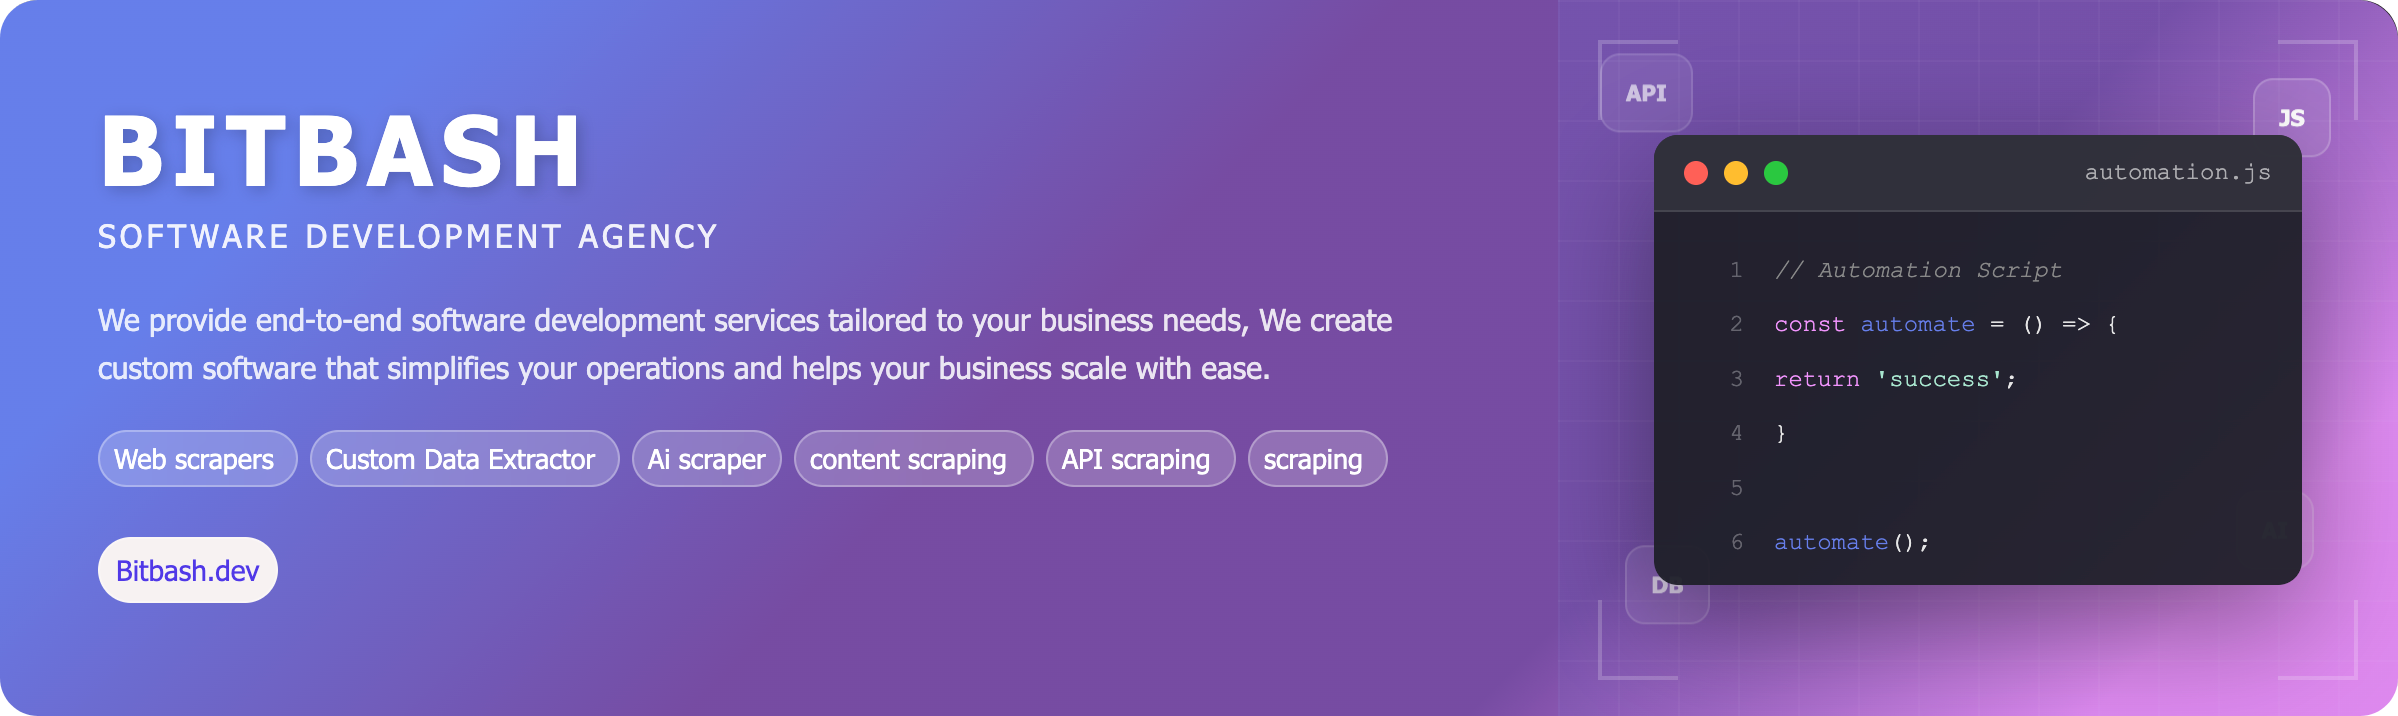 BITBASH
SOFTWARE DEVELOPMENT AGENCY
We provide end-to-end software development services tailored to your business needs, We create
custom software that simplifies your operations and helps your business scale with ease.
Web scrapers Custom Data Extractor Ai scraper content scraping API scraping scraping
Bitbash.dev
API
JS
automation.js
1 // Automation Script
2 const automate = () => {
3 return 'success';
4 }
5
6 automate();
AI
DB